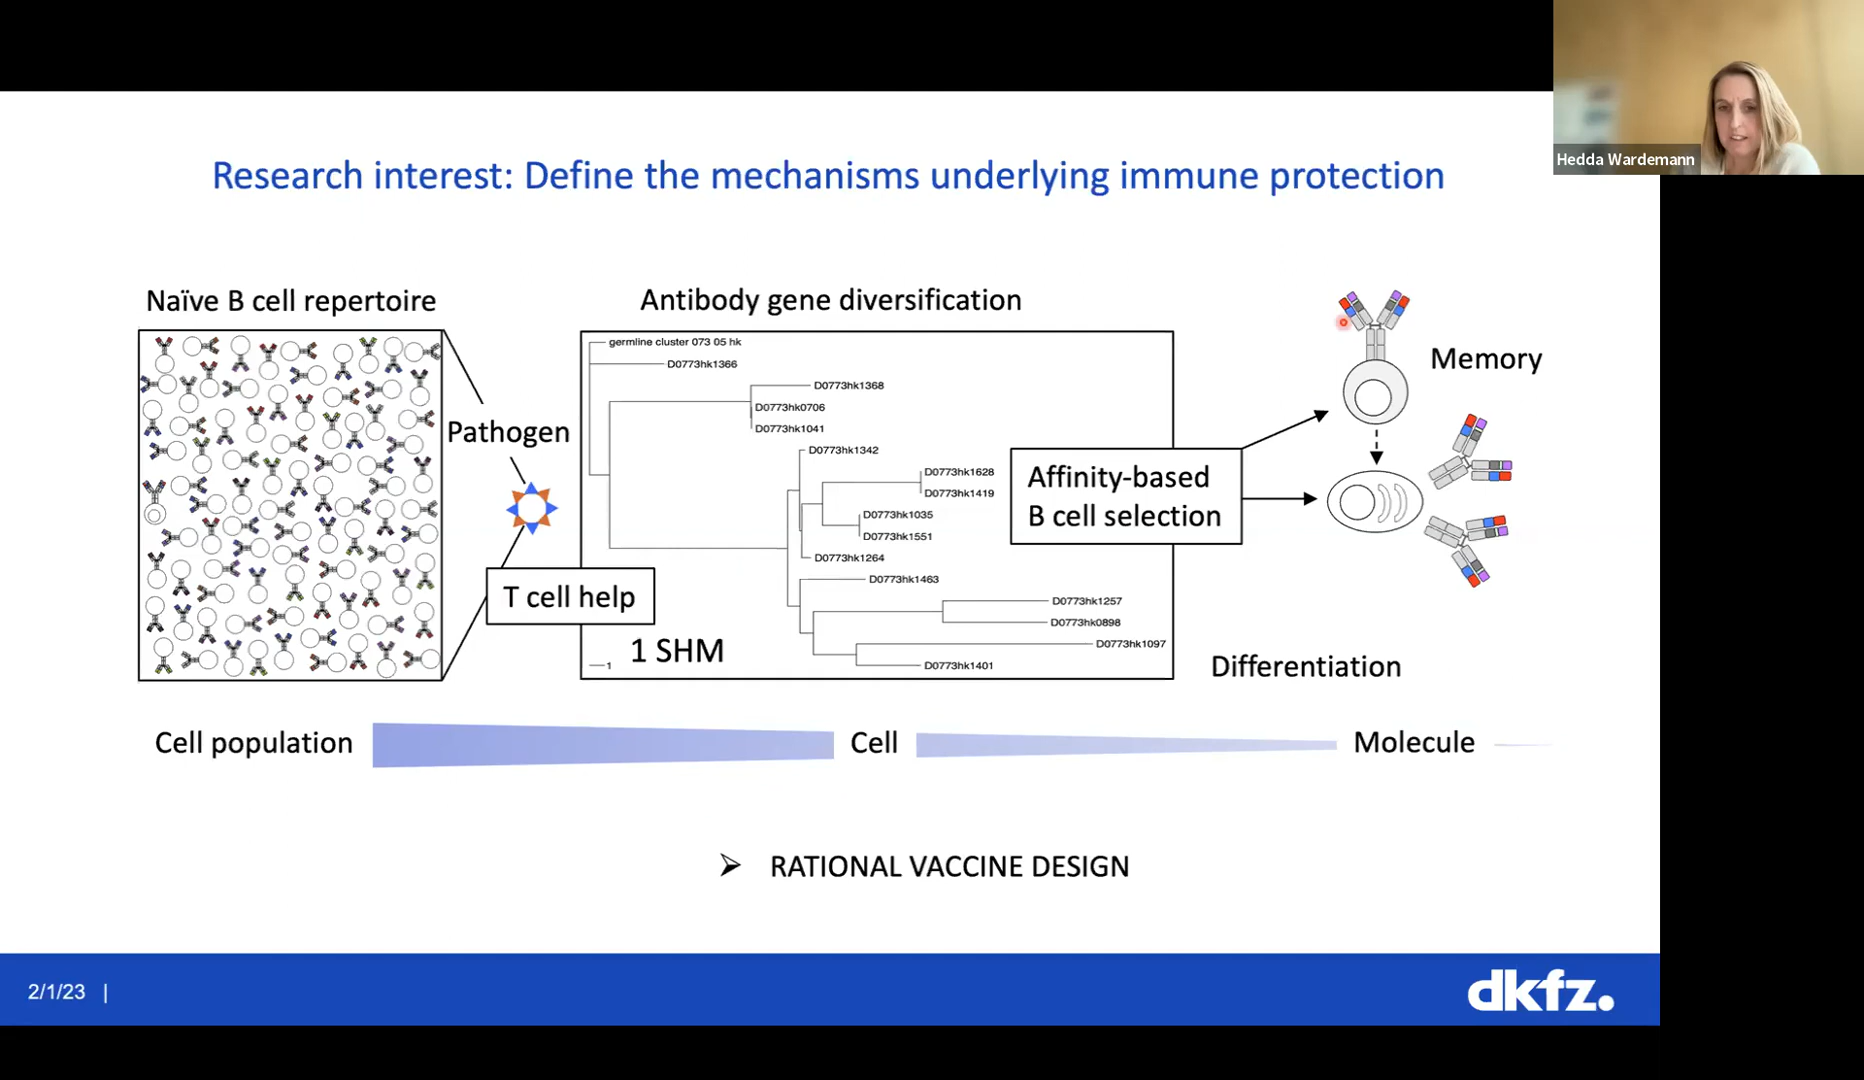 Hedda Wardemann
Research interest: Define the mechanisms underlying immune protection
Naïve B cell repertoire
Antibody gene diversification
Pathogen
T cell help
germline cluster 073 05 hk
D0773hk1366
D0773hk1368
D0773hk0706
D0773hk1041
D0773hk1342
D0773hk1628
D0773hk1419
D0773hk1035
D0773hk1551
D0773hk1264
D0773hk1463
D0773hk1257
D0773hk0898
D0773hk1097
D0773hk1401
1
1 SHM
Affinity-based
B cell selection
Memory
Differentiation
Cell population
Cell
Molecule
➢ RATIONAL VACCINE DESIGN
2/1/23 |
dkfz.